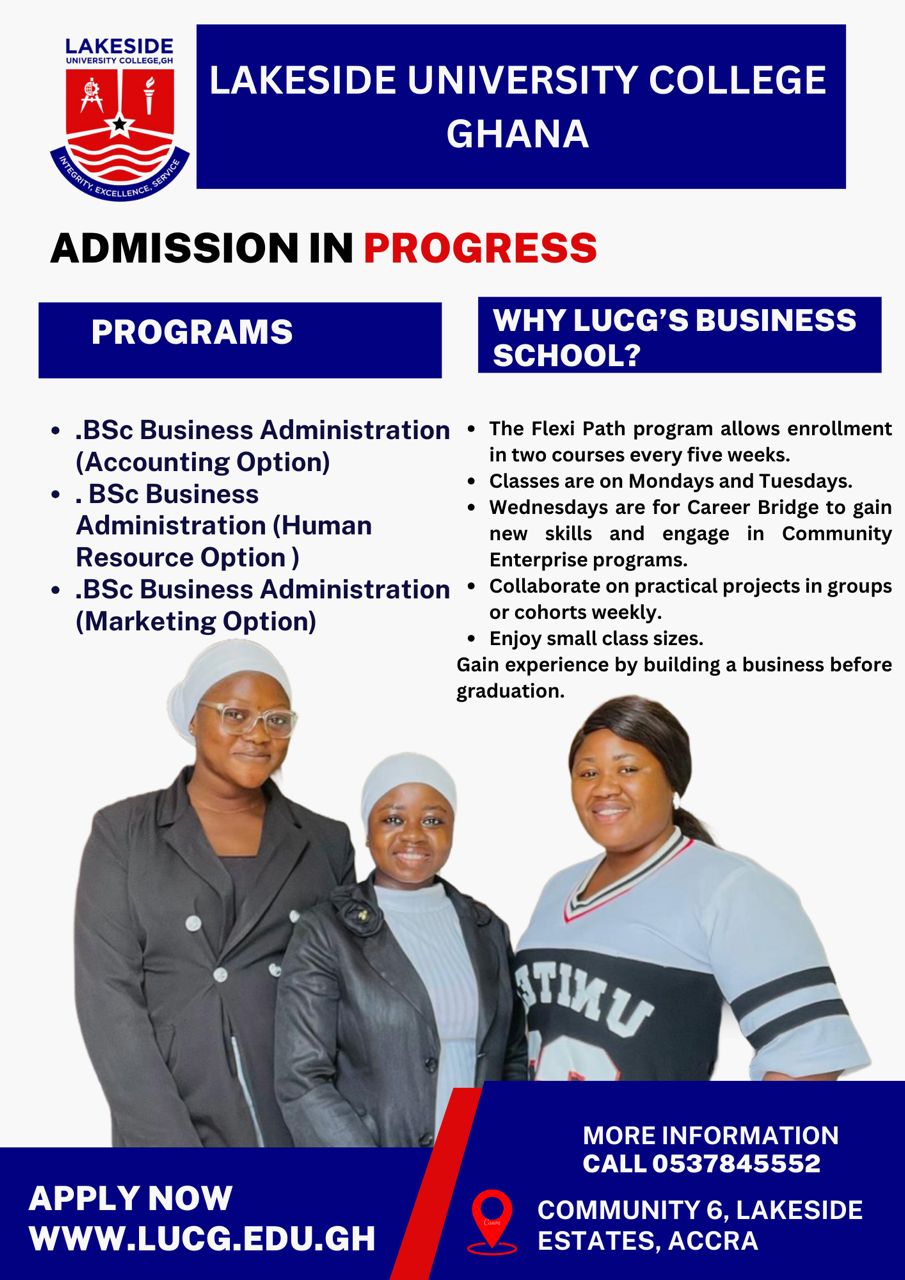 LAKESIDE
UNIVERSITY COLLEGE,GH
INTEGRITY, EXCELLENCE, SERVICE
LAKESIDE UNIVERSITY COLLEGE
GHANA
ADMISSION IN PROGRESS
PROGRAMS
• .BSc Business Administration
(Accounting Option)
• . BSc Business
Administration (Human
Resource Option )
• .BSc Business Administration
(Marketing Option)
WHY LUCG’S BUSINESS
SCHOOL?
• The Flexi Path program allows enrollment
in two courses every five weeks.
• Classes are on Mondays and Tuesdays.
• Wednesdays are for Career Bridge to gain
new skills and engage in Community
Enterprise programs.
• Collaborate on practical projects in groups
or cohorts weekly.
• Enjoy small class sizes.
Gain experience by building a business before
graduation.
UNITE
APPLY NOW
WWW.LUCG.EDU.GH
MORE INFORMATION
CALL 0537845552
Canva
COMMUNITY 6, LAKESIDE
ESTATES, ACCRA